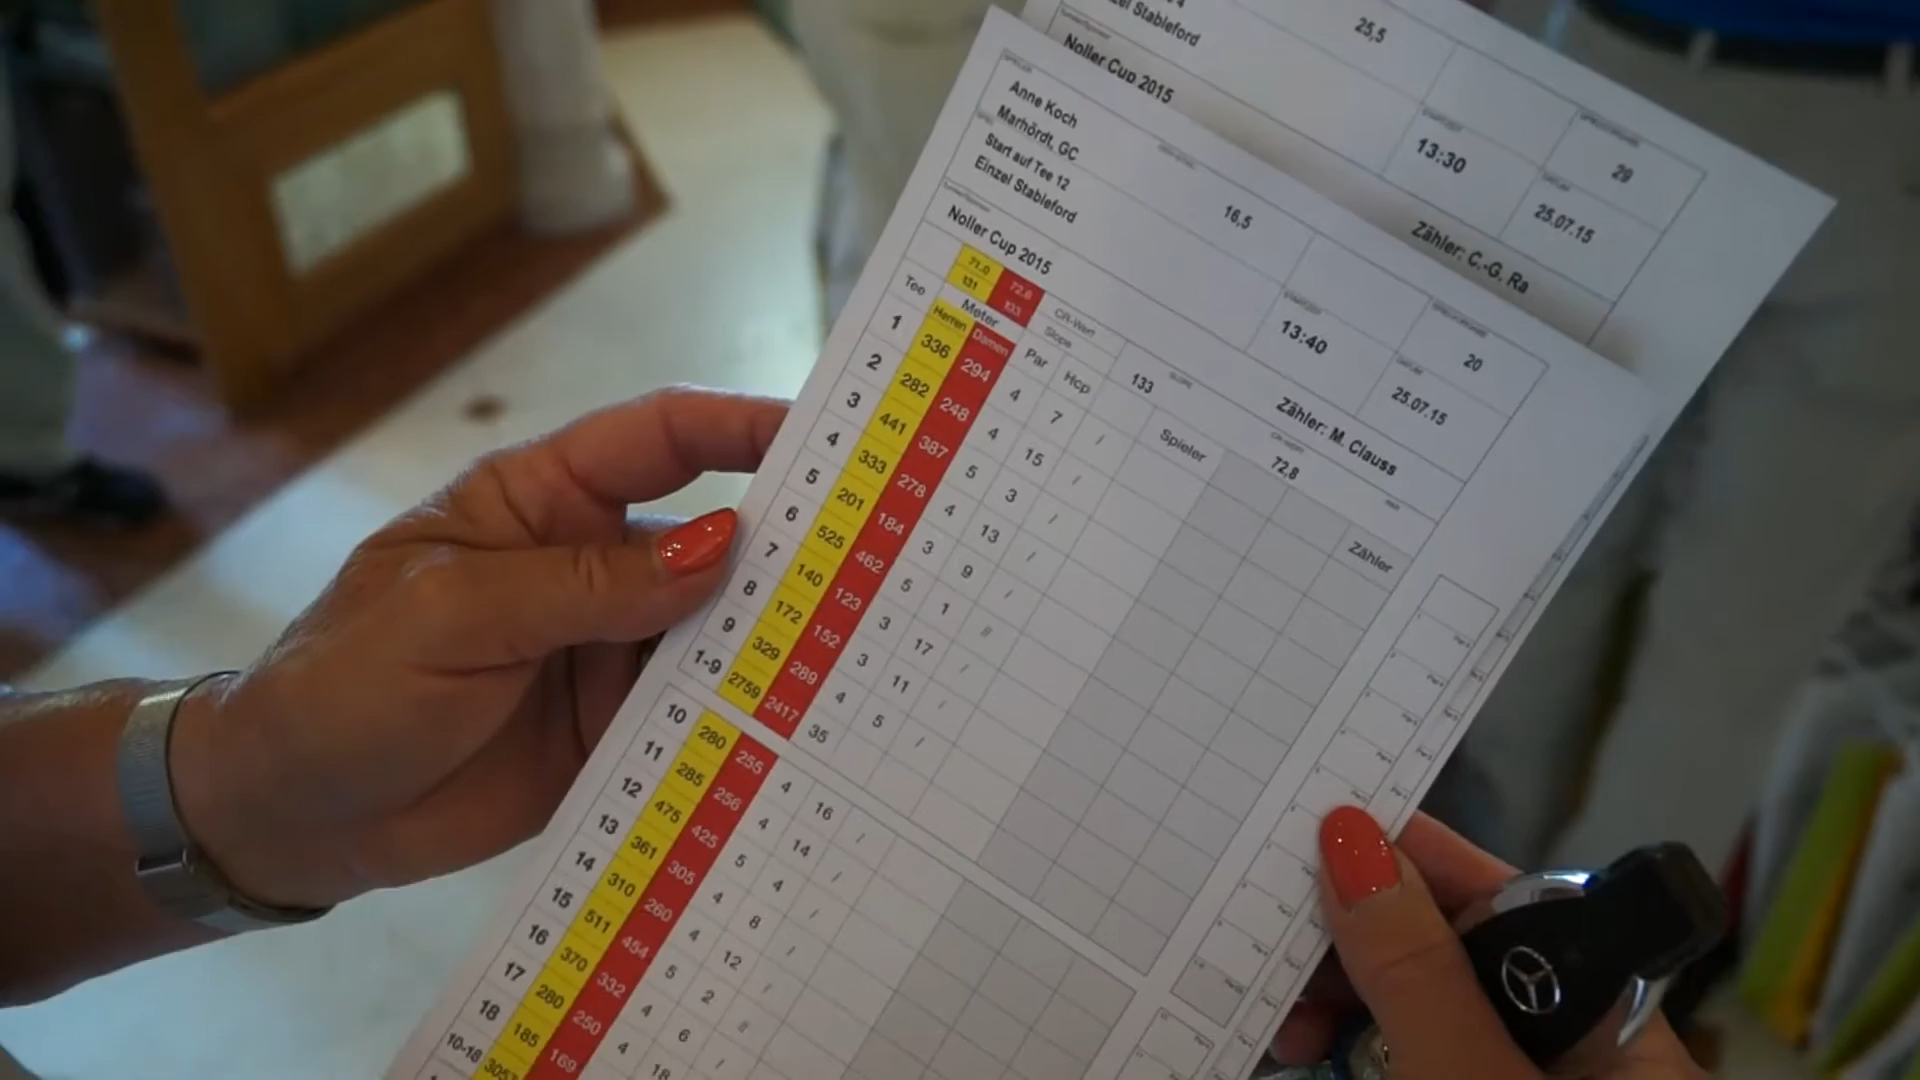 Einzel Stableford
25,5
Noller Cup 2015
13:30
29
25.07.15
Zähler: C.-G. Ra
Anne Koch
Marhördt, GC
Start auf Tee 12
Einzel Stableford
16,5
Noller Cup 2015
13:40
20
25.07.15
Zähler: M. Clauss
71.0 72.8 CR-Wert
131 133 Slope
133
72,8
Tee Meter Par Hcp Spieler Zähler
Herren Damen
1 336 294 4 7 /
2 282 248 4 15 /
3 441 387 5 3 /
4 333 278 4 13 /
5 201 184 3 9 /
6 525 462 5 1 //
7 140 123 3 17 /
8 172 152 3 11 /
9 329 289 4 5 /
1-9 2759 2417 35
10 280 255 4 16 /
11 285 256 4 14 /
12 475 425 5 4 /
13 361 305 4 8 /
14 310 260 4 12 /
15 511 454 5 2 //
16 370 332 4 6 /
17 280 250 4 18
18 185 169
10-18 3057